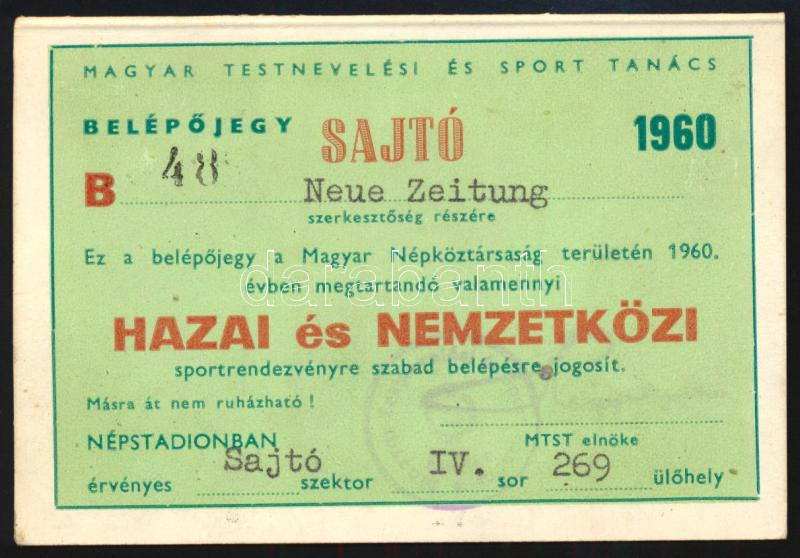 MAGYAR TESTNEVELÉSI ÉS SPORT TANÁCS
BELÉPŐJEGY SAJTÓ 1960
B 48 Neue Zeitung
szerkesztőség részére
Ez a belépőjegy a Magyar Népköztársaság területén 1960.
évben megtartandó valamennyi
darabanth
HAZAI és NEMZETKÖZI
sportrendezvényre szabad belépésre jogosít.
Másra át nem ruházható !
NÉPSTADIONBAN MTST elnöke
érvényes Sajtó szektor IV. sor 269 ülőhely